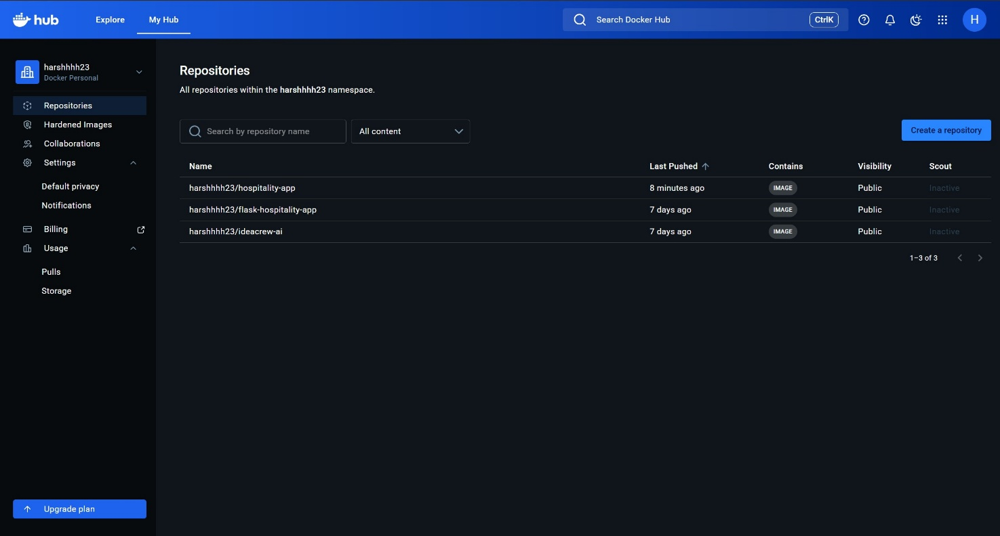 hub Explore My Hub Search Docker Hub CtrlK H
harshhhh23
Docker Personal
Repositories
Hardened Images
Collaborations
Settings
Default privacy
Notifications
Billing
Usage
Pulls
Storage
Upgrade plan
Repositories
All repositories within the harshhhh23 namespace.
Search by repository name All content Create a repository
Name Last Pushed Contains Visibility Scout
harshhhh23/hospitality-app 8 minutes ago IMAGE Public Inactive
harshhhh23/flask-hospitality-app 7 days ago IMAGE Public Inactive
harshhhh23/ideacrew-ai 7 days ago IMAGE Public Inactive
1–3 of 3